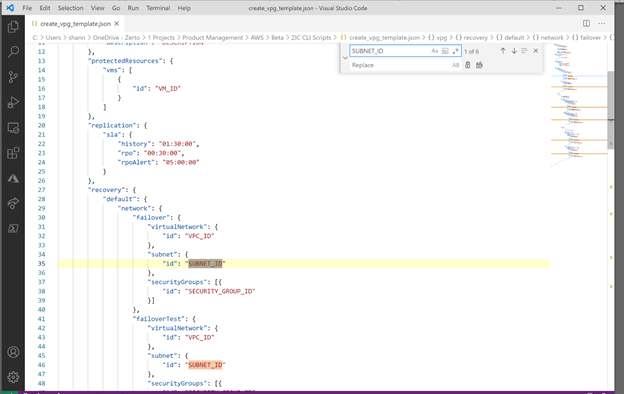 File Edit Selection View Go Run Terminal Help create_vpg_template.json - Visual Studio Code
{} create_vpg_template.json ×
C: > Users > shann > OneDrive - Zerto > 1 Projects > Product Management > AWS > Beta > ZIC CLI Scripts > {} create_vpg_template.json > {} vpg > {} recovery > {} default > {} network > {} failover >
SUBNET_ID Aa 1 of 6
Replace AB
12 },
13 "protectedResources": {
14 "vms": [
15 {
16 "id": "VM_ID"
17 }
18 ]
19 },
20 "replication": {
21 "sla": {
22 "history": "01:30:00",
23 "rpo": "00:30:00",
24 "rpoAlert": "05:00:00"
25 }
26 },
27 "recovery": {
28 "default": {
29 "network": {
30 "failover": {
31 "virtualNetwork": {
32 "id": "VPC_ID"
33 },
34 "subnet": {
35 "id": "SUBNET_ID"
36 },
37 "securityGroups": [{
38 "id": "SECURITY_GROUP_ID"
39 }]
40 },
41 "failoverTest": {
42 "virtualNetwork": {
43 "id": "VPC_ID"
44 },
45 "subnet": {
46 "id": "SUBNET_ID"
47 },
48 "securityGroups": [{